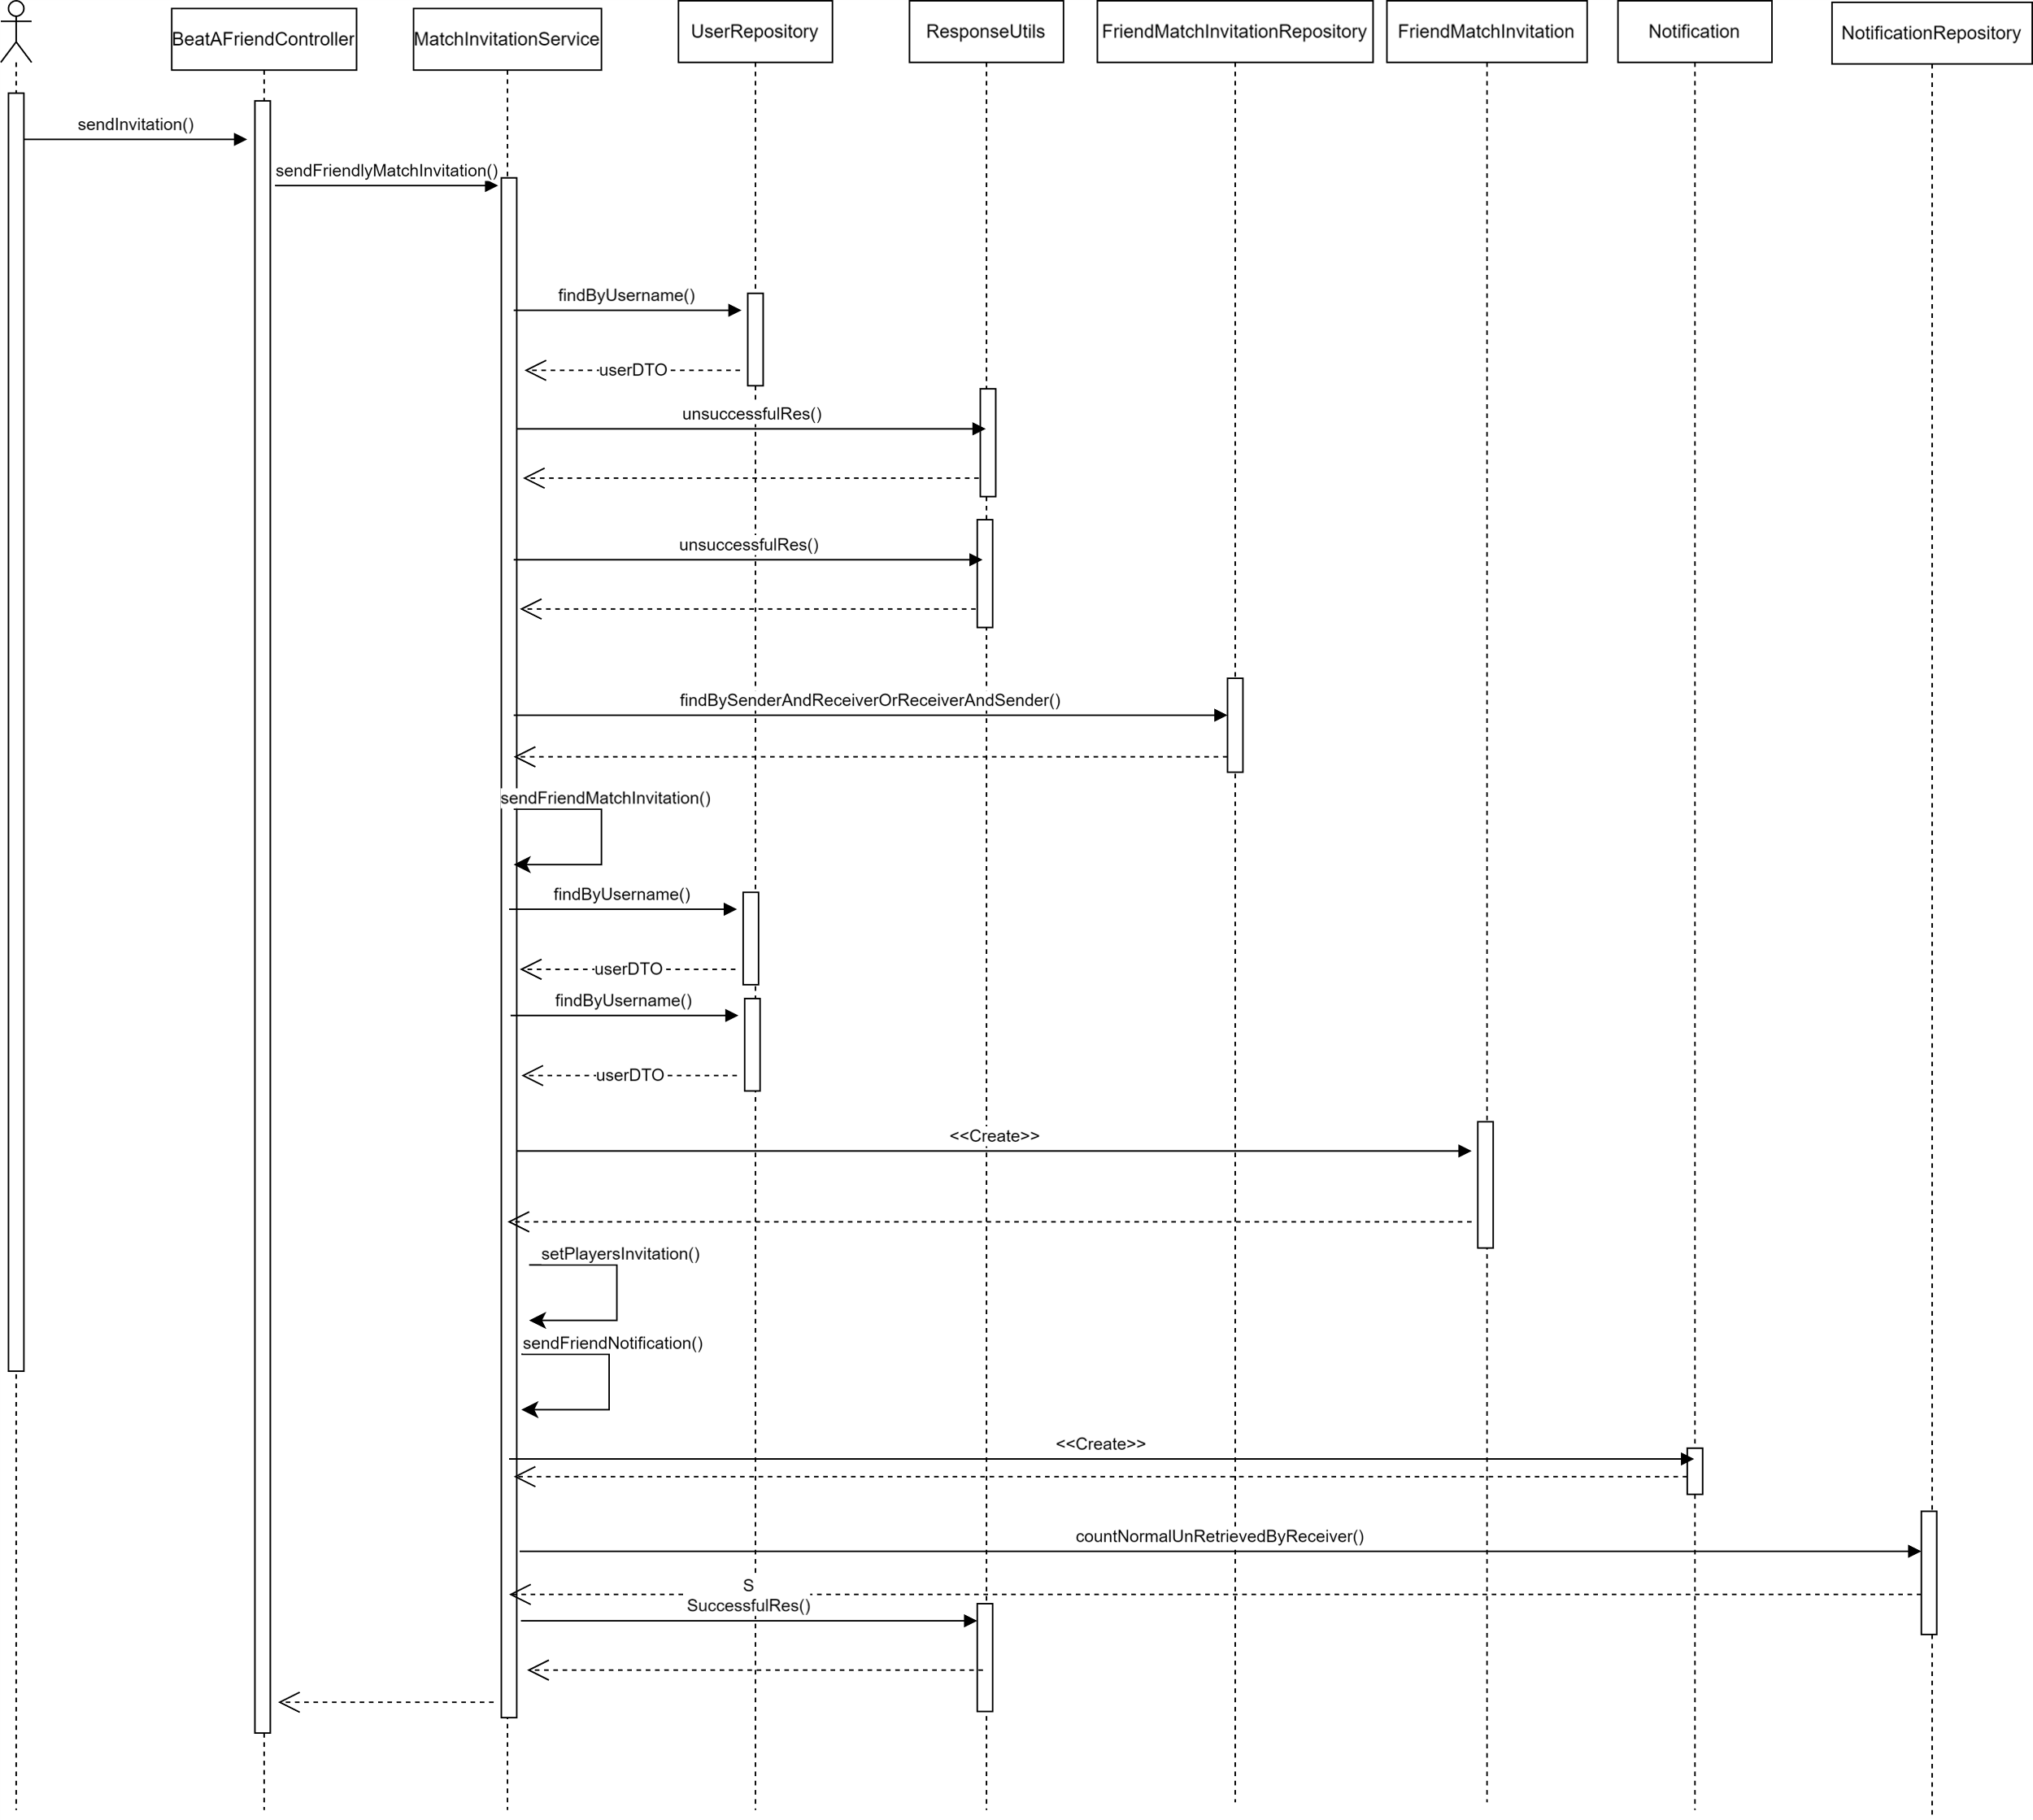 BeatAFriendController
MatchInvitationService
UserRepository
ResponseUtils
FriendMatchInvitationRepository
FriendMatchInvitation
Notification
NotificationRepository
sendInvitation()
sendFriendlyMatchInvitation()
findByUsername()
userDTO
unsuccessfulRes()
unsuccessfulRes()
findBySenderAndReceiverOrReceiverAndSender()
sendFriendMatchInvitation()
findByUsername()
userDTO
findByUsername()
userDTO
<<Create>>
setPlayersInvitation()
sendFriendNotification()
<<Create>>
countNormalUnRetrievedByReceiver()
S
SuccessfulRes()